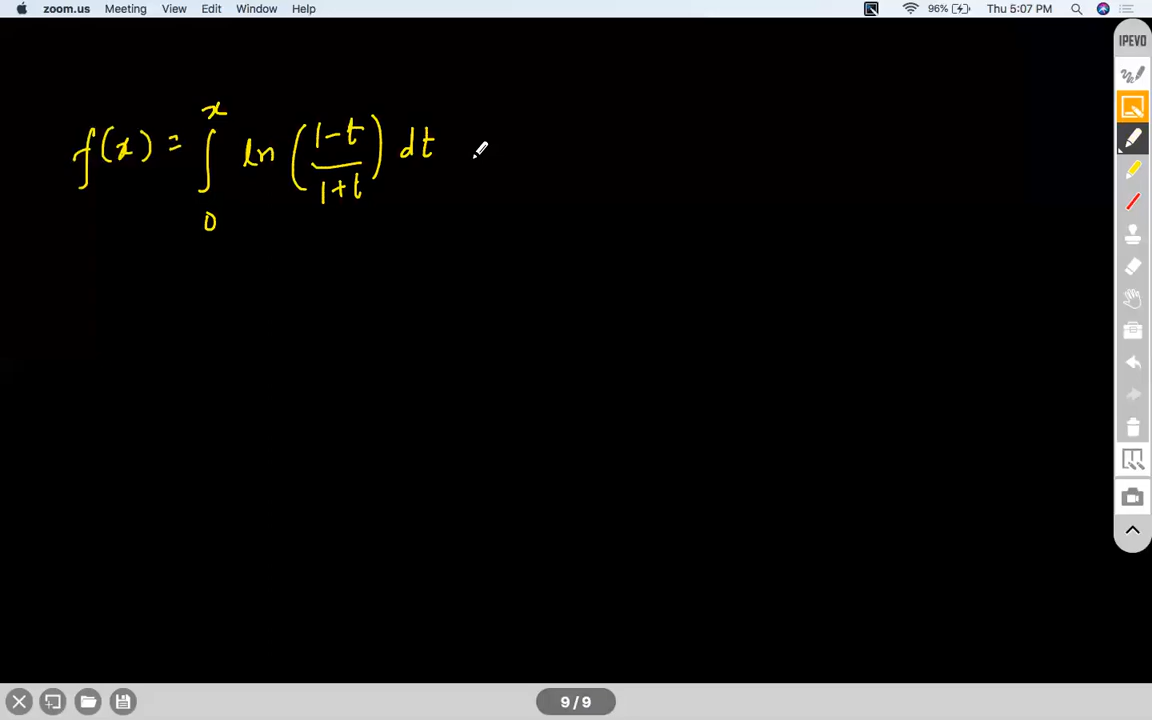 zoom.us Meeting View Edit Window Help 96% Thu 5:07 PM
IPEVO
f(x) = ∫₀ˣ ln((1-t)/(1+t)) dt
9 / 9